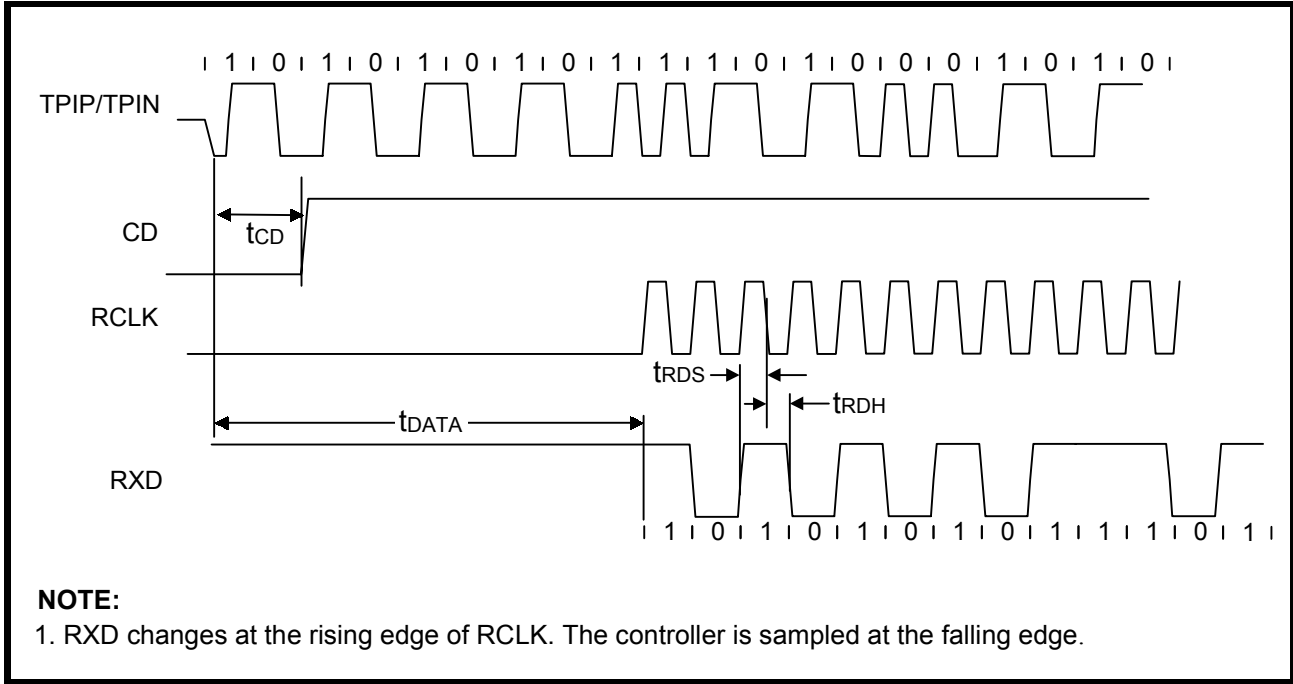 ı 1 ı 0 ı 1 ı 0 ı 1 ı 0 ı 1 ı 0 ı 1 ı 1 ı 1 ı 0 ı 1 ı 0 ı 0 ı 0 ı 1 ı 0 ı 1 ı 0 ı
TPIP/TPIN
CD
tCD
RCLK
tRDS
tRDH
tDATA
RXD
ı 1 ı 0 ı 1 ı 0 ı 1 ı 0 ı 1 ı 0 ı 1 ı 1 ı 1 ı 0 ı 1 ı
NOTE:
1. RXD changes at the rising edge of RCLK. The controller is sampled at the falling edge.